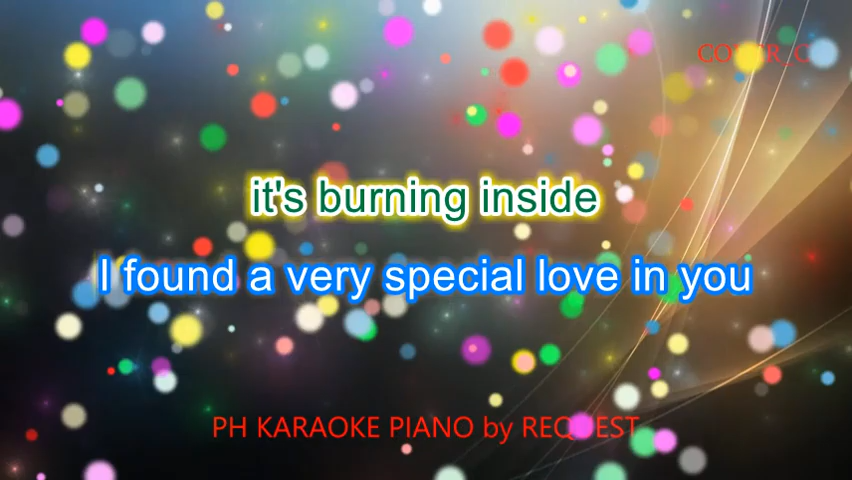 it's burning inside
I found a very special love in you
PH KARAOKE PIANO by REQUEST